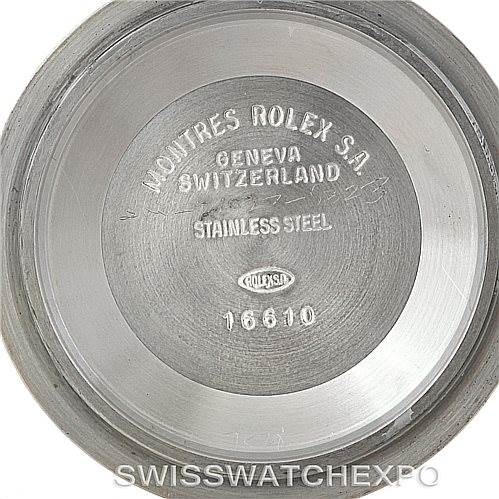 MONTRES ROLEX S.A.
GENEVA
SWITZERLAND
STAINLESS STEEL
ROLEX S.A.
16610
SWISSWATCHEXPO